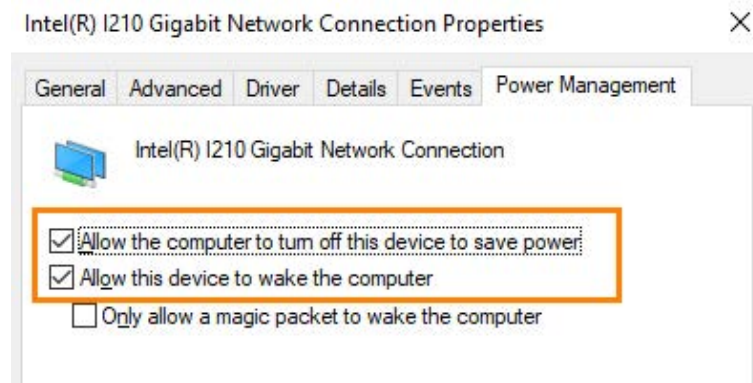 Intel(R) I210 Gigabit Network Connection Properties
General Advanced Driver Details Events Power Management
Intel(R) I210 Gigabit Network Connection
Allow the computer to turn off this device to save power
Allow this device to wake the computer
Only allow a magic packet to wake the computer